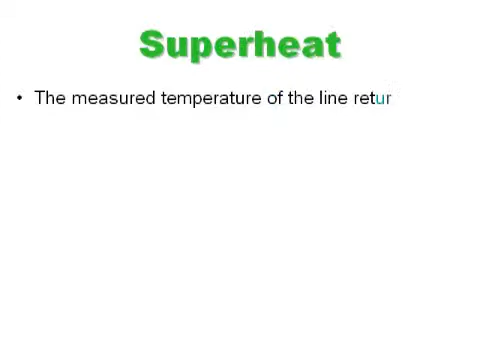 Superheat
• The measured temperature of the line retur